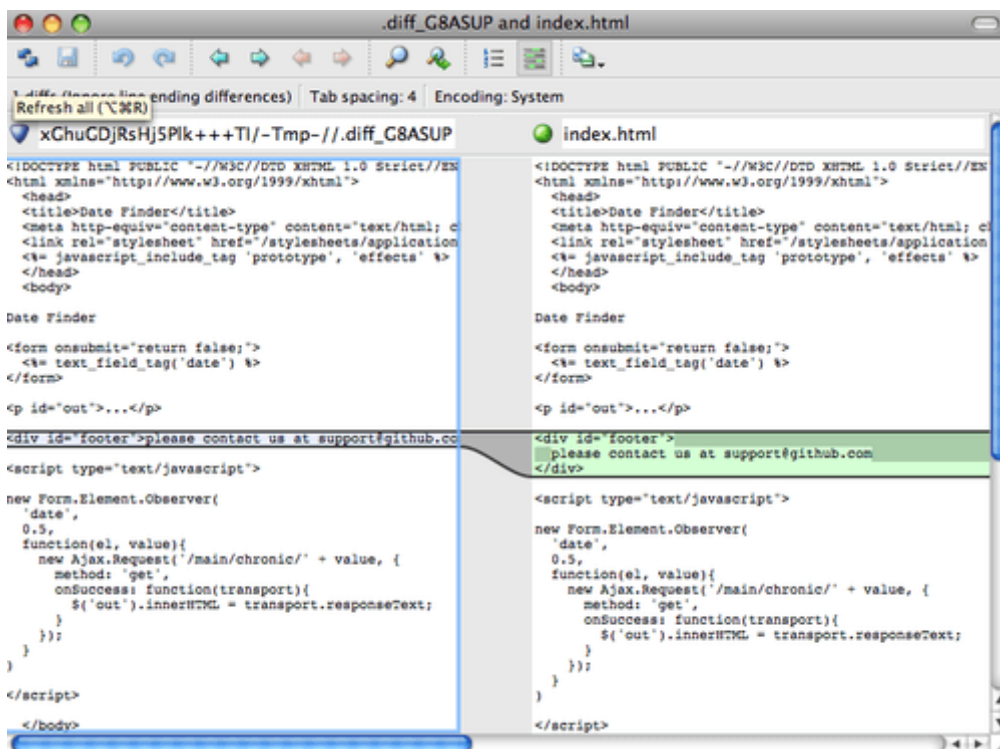 .diff_G8ASUP and index.html
ending differences) Tab spacing: 4 Encoding: System
Refresh all (⌥⌘R)
xGhuGDjRsHj5Plk+++TI/-Tmp-//.diff_G8ASUP
index.html
<!DOCTYPE html PUBLIC "-//W3C//DTD XHTML 1.0 Strict//EN
<html xmlns="http://www.w3.org/1999/xhtml">
<head>
<title>Date Finder</title>
<meta http-equiv="content-type" content="text/html; c
<link rel="stylesheet" href="/stylesheets/application
<%= javascript_include_tag 'prototype', 'effects' %>
</head>
<body>
Date Finder
<form onsubmit="return false;">
<%= text_field_tag('date') %>
</form>
<p id="out">...</p>
<div id="footer">please contact us at support@github.co
<script type="text/javascript">
new Form.Element.Observer(
'date',
0.5,
function(el, value){
new Ajax.Request('/main/chronic/' + value, {
method: 'get',
onSuccess: function(transport){
$('out').innerHTML = transport.responseText;
}
});
}
)
</script>
</body>
<!DOCTYPE html PUBLIC "-//W3C//DTD XHTML 1.0 Strict//EN
<html xmlns="http://www.w3.org/1999/xhtml">
<head>
<title>Date Finder</title>
<meta http-equiv="content-type" content="text/html; c
<link rel="stylesheet" href="/stylesheets/application
<%= javascript_include_tag 'prototype', 'effects' %>
</head>
<body>
Date Finder
<form onsubmit="return false;">
<%= text_field_tag('date') %>
</form>
<p id="out">...</p>
<div id="footer">
please contact us at support@github.com
</div>
<script type="text/javascript">
new Form.Element.Observer(
'date',
0.5,
function(el, value){
new Ajax.Request('/main/chronic/' + value, {
method: 'get',
onSuccess: function(transport){
$('out').innerHTML = transport.responseText;
}
});
}
)
</script>